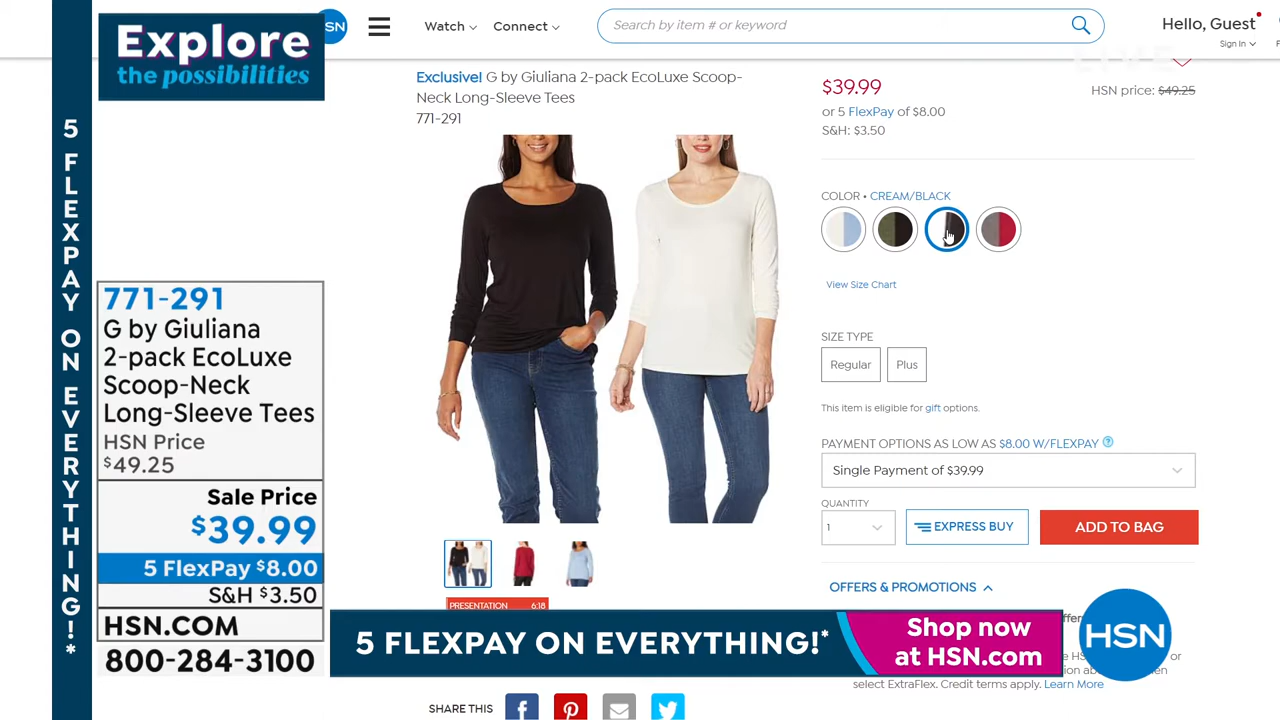 Explore
the possibilities
SN
Watch
Connect
Search by item # or keyword
Hello, Guest
Sign In
LIVE
5 FLEXPAY ON EVERYTHING!*
Exclusive! G by Giuliana 2-pack EcoLuxe Scoop-
Neck Long-Sleeve Tees
771-291
$39.99
HSN price: $49.25
or 5 FlexPay of $8.00
S&H: $3.50
COLOR • CREAM/BLACK
View Size Chart
SIZE TYPE
Regular
Plus
This item is eligible for gift options.
PAYMENT OPTIONS AS LOW AS $8.00 W/FLEXPAY ?
Single Payment of $39.99
QUANTITY
1
EXPRESS BUY
ADD TO BAG
OFFERS & PROMOTIONS
771-291
G by Giuliana
2-pack EcoLuxe
Scoop-Neck
Long-Sleeve Tees
HSN Price
$49.25
Sale Price
$39.99
5 FlexPay $8.00
S&H $3.50
HSN.COM
800-284-3100
PRESENTATION 6:18
5 FLEXPAY ON EVERYTHING!*
Shop now
at HSN.com
HSN
select ExtraFlex. Credit terms apply. Learn More
SHARE THIS